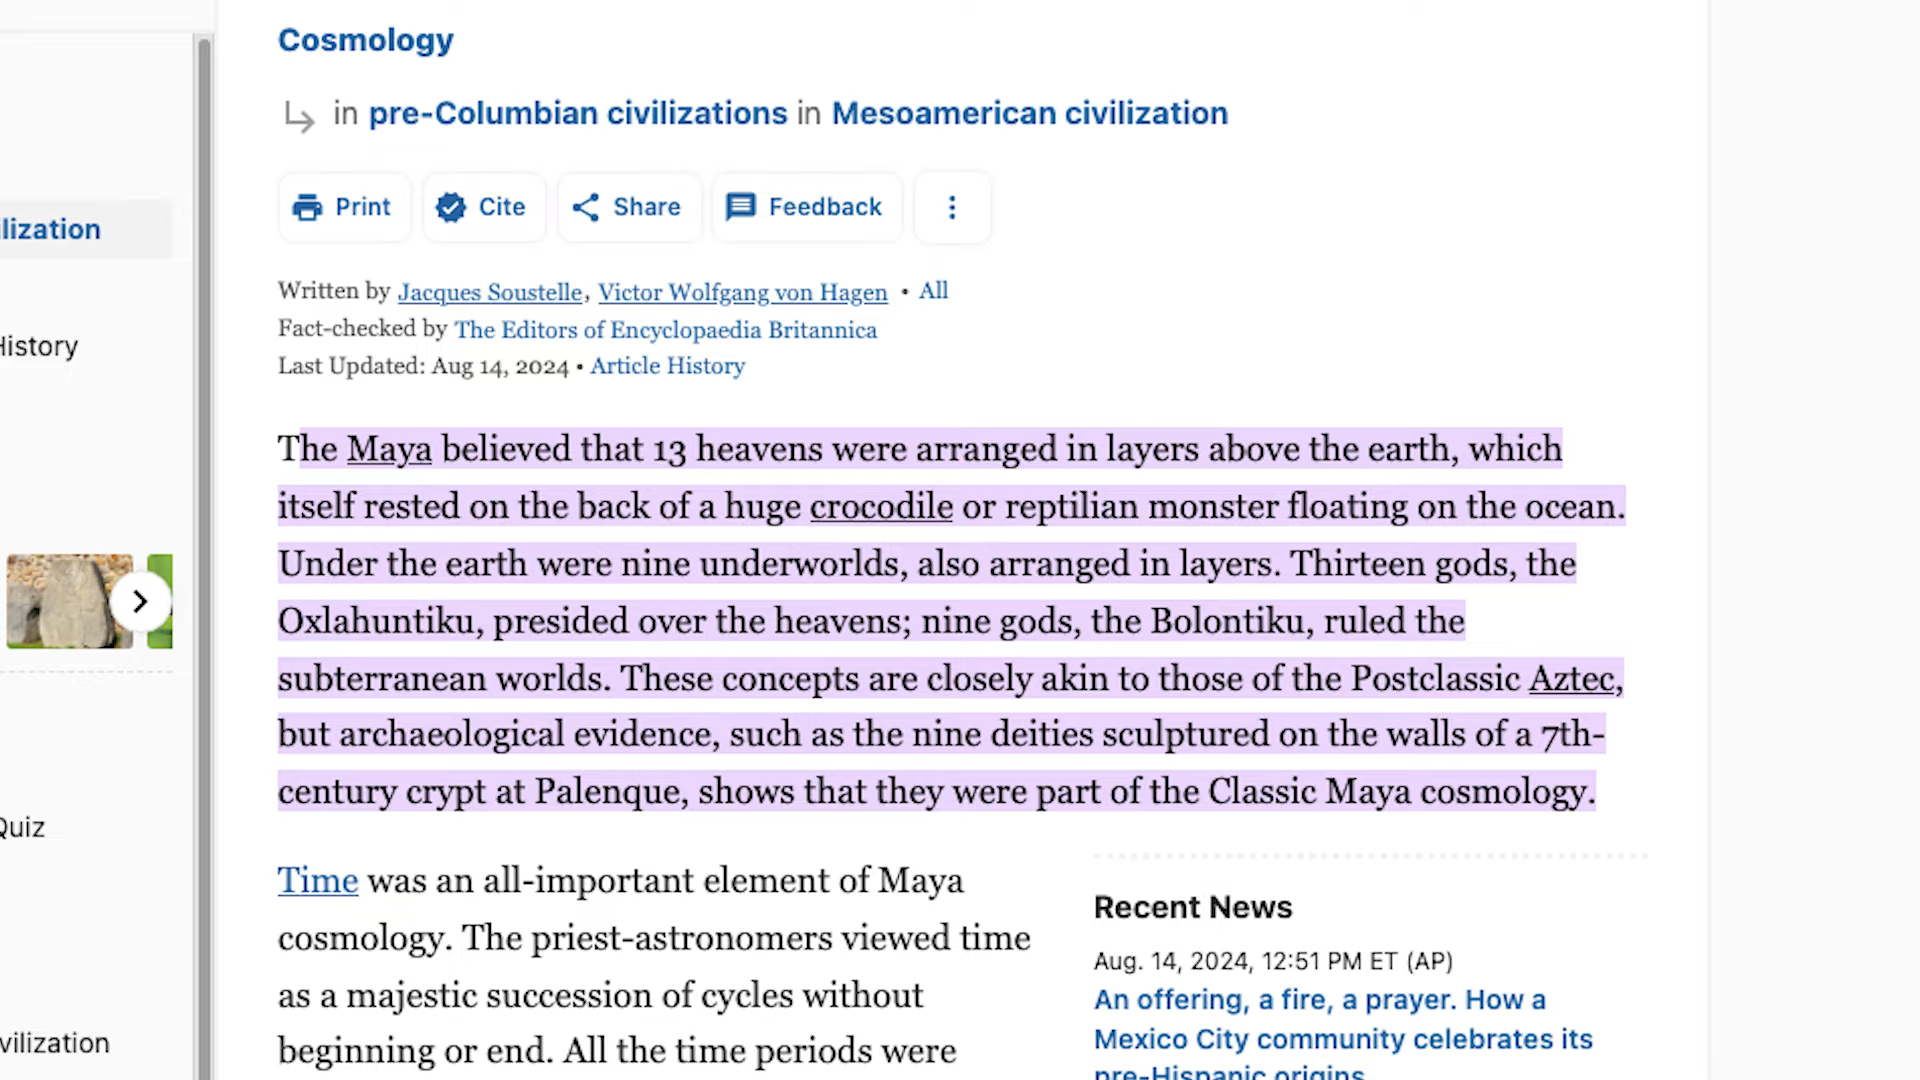 Cosmology
in pre-Columbian civilizations in Mesoamerican civilization
Print Cite Share Feedback
lization
Written by Jacques Soustelle, Victor Wolfgang von Hagen • All
Fact-checked by The Editors of Encyclopaedia Britannica
History
Last Updated: Aug 14, 2024 • Article History
The Maya believed that 13 heavens were arranged in layers above the earth, which
itself rested on the back of a huge crocodile or reptilian monster floating on the ocean.
Under the earth were nine underworlds, also arranged in layers. Thirteen gods, the
Oxlahuntiku, presided over the heavens; nine gods, the Bolontiku, ruled the
subterranean worlds. These concepts are closely akin to those of the Postclassic Aztec,
but archaeological evidence, such as the nine deities sculptured on the walls of a 7th-
century crypt at Palenque, shows that they were part of the Classic Maya cosmology.
Quiz
Time was an all-important element of Maya
cosmology. The priest-astronomers viewed time
as a majestic succession of cycles without
beginning or end. All the time periods were
vilization
Recent News
Aug. 14, 2024, 12:51 PM ET (AP)
An offering, a fire, a prayer. How a
Mexico City community celebrates its
pre-Hispanic origins